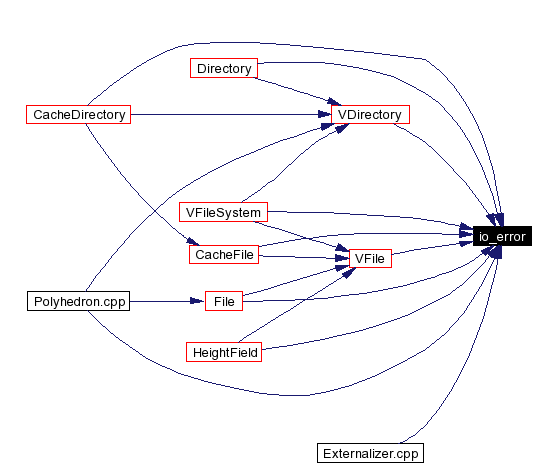 Directory
CacheDirectory
VDirectory
VFileSystem
io_error
CacheFile
VFile
Polyhedron.cpp
File
HeightField
Externalizer.cpp